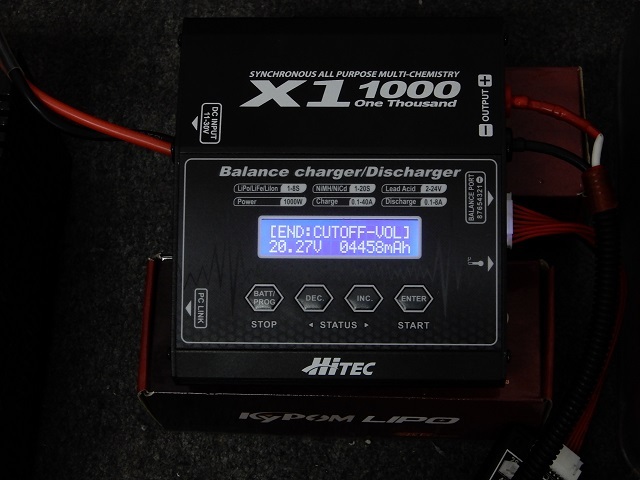 SYNCHRONOUS ALL PURPOSE MULTI-CHEMISTRY
X1 1000
One Thousand
DC INPUT
11-30V
OUTPUT
+
−
Balance charger/Discharger
LiPo/LiFe/LiIon 1-8S
NiMH/NiCd 1-20S
Lead Acid 2-24V
Power 1000W
Charge 0.1-40A
Discharge 0.1-8A
BALANCE PORT
87654321
[END:CUTOFF-VOL]
20.27V 04458mAh
PC LINK
BATT/
PROG
DEC.
INC.
ENTER
STOP
◄ STATUS ►
START
HiTEC
KYPOM LIPO